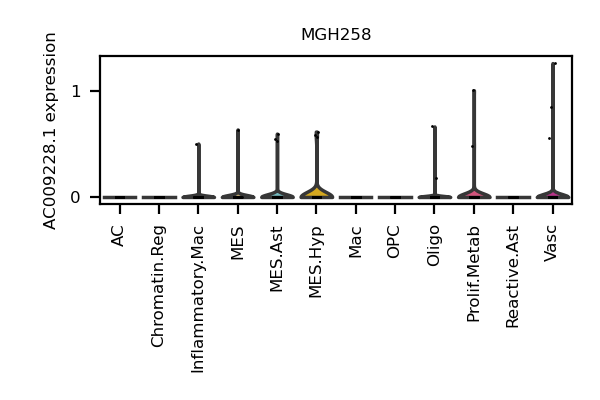 MGH258
AC009228.1 expression
1
0
AC
Chromatin.Reg
Inflammatory.Mac
MES
MES.Ast
MES.Hyp
Mac
OPC
Oligo
Prolif.Metab
Reactive.Ast
Vasc